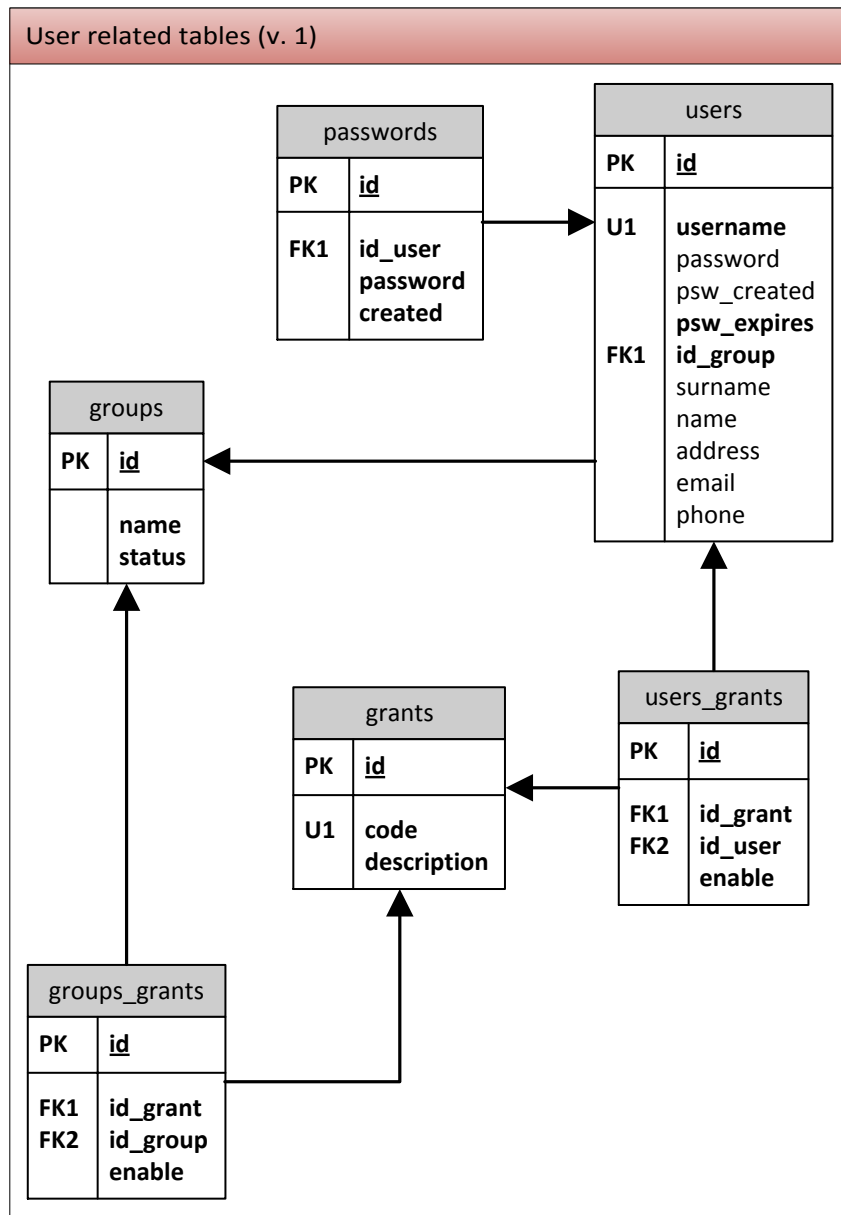 User related tables (v. 1)
passwords
PK id
FK1 id_user
password
created
users
PK id
U1 username
password
psw_created
psw_expires
FK1 id_group
surname
name
address
email
phone
groups
PK id
name
status
grants
PK id
U1 code
description
users_grants
PK id
FK1 id_grant
FK2 id_user
enable
groups_grants
PK id
FK1 id_grant
FK2 id_group
enable